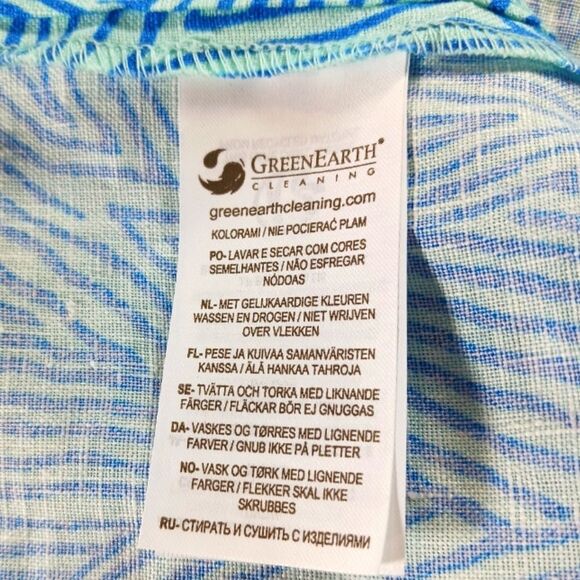 GREENEARTH®
CLEANING
greenearthcleaning.com
KOLORAMI / NIE POCIERAĆ PLAM
PO- LAVAR E SECAR COM CORES
SEMELHANTES / NÃO ESFREGAR
NÓDOAS
NL- MET GELIJKAARDIGE KLEUREN
WASSEN EN DROGEN / NIET WRIJVEN
OVER VLEKKEN
FL- PESE JA KUIVAA SAMANVÄRISTEN
KANSSA / ÄLÄ HANKAA TAHROJA
SE- TVÄTTA OCH TORKA MED LIKNANDE
FÄRGER / FLÄCKAR BÖR EJ GNUGGAS
DA- VASKES OG TØRRES MED LIGNENDE
FARVER / GNUB IKKE PÅ PLETTER
NO- VASK OG TØRK MED LIGNENDE
FARGER / FLEKKER SKAL IKKE
SKRUBBES
RU- СТИРАТЬ И СУШИТЬ С ИЗДЕЛИЯМИ